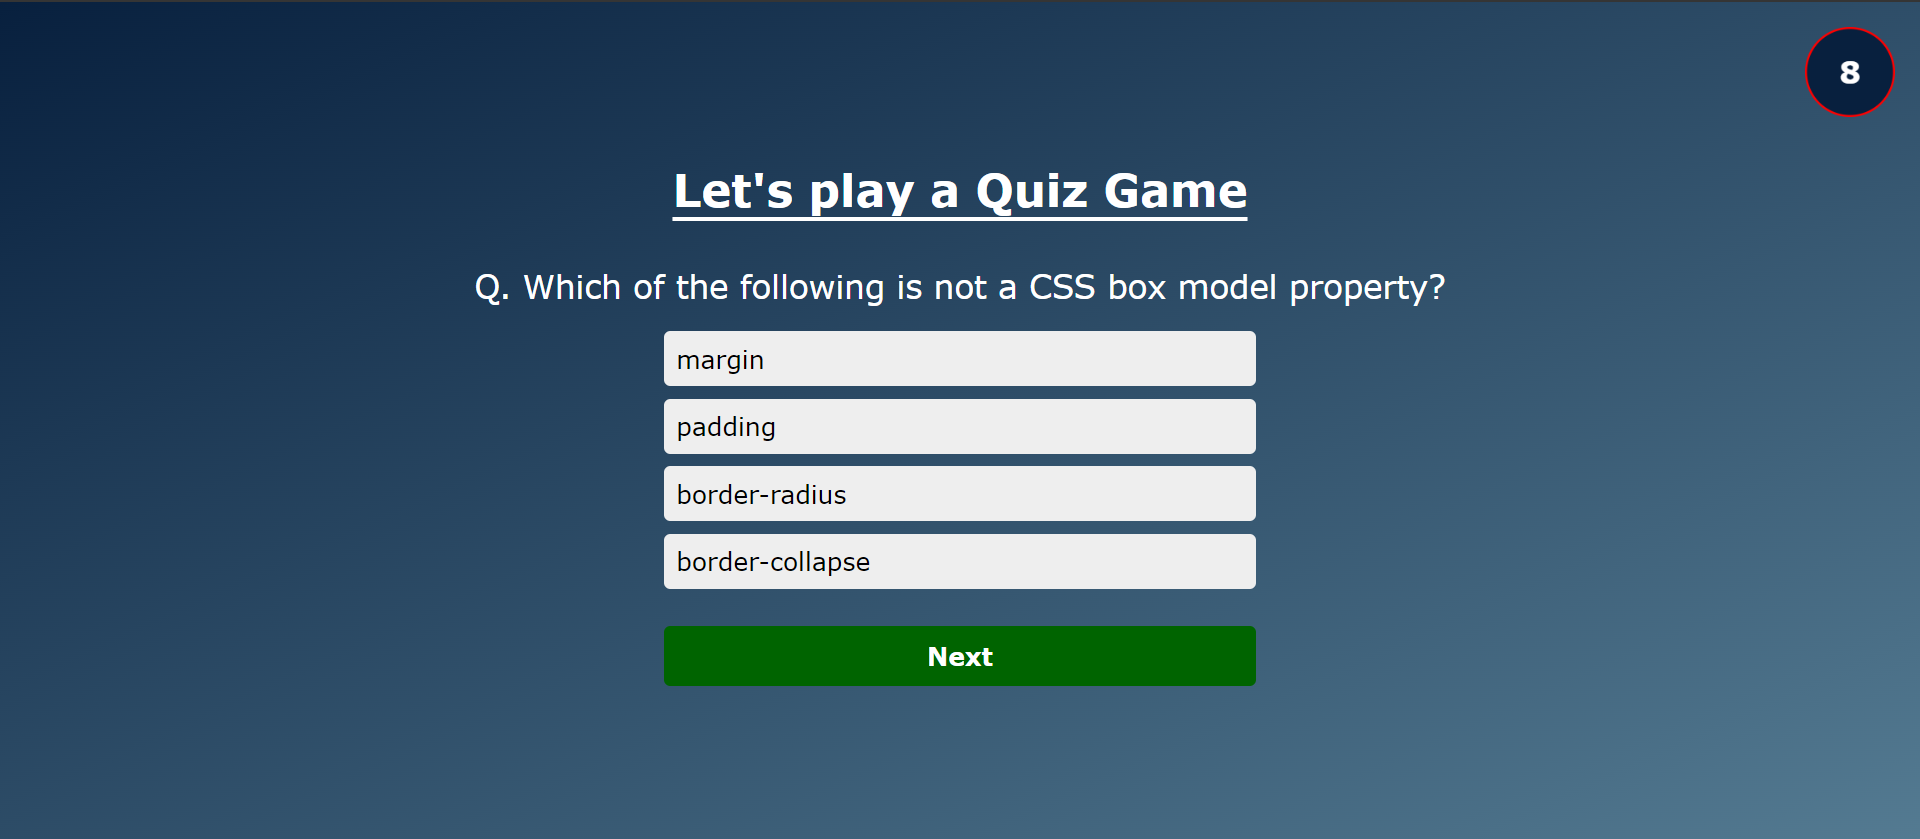 8
Let's play a Quiz Game
Q. Which of the following is not a CSS box model property?
margin
padding
border-radius
border-collapse
Next